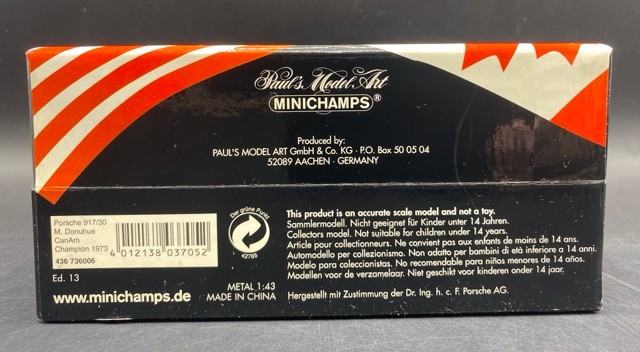 Paul's Model Art
MINICHAMPS®
Produced by:
PAUL'S MODEL ART GmbH & Co. KG · P.O. Box 50 05 04
52089 AACHEN · GERMANY
Porsche 917/30
M. Donuhue
CanAm
Champion 1973
436 736006
4 012138 037052
Ed. 13
www.minichamps.de
Der grüne Punkt
42785
METAL 1:43
MADE IN CHINA
This product is an accurate scale model and not a toy.
Sammlermodell. Nicht geeignet für Kinder unter 14 Jahren.
Collectors model. Not suitable for children under 14 years.
Article pour collectionneurs. Ne convient pas aux enfants de moins de 14 ans.
Automodello per collezionismo. Non adatto per bambini di età inferiore a 14 anni.
Modelo para coleccionistas. No recomendable para niños menores de 14 años.
Modellen voor de verzamelaar. Niet geschikt voor kinderen onder 14 jaar.
Hergestellt mit Zustimmung der Dr. Ing. h. c. F. Porsche AG.